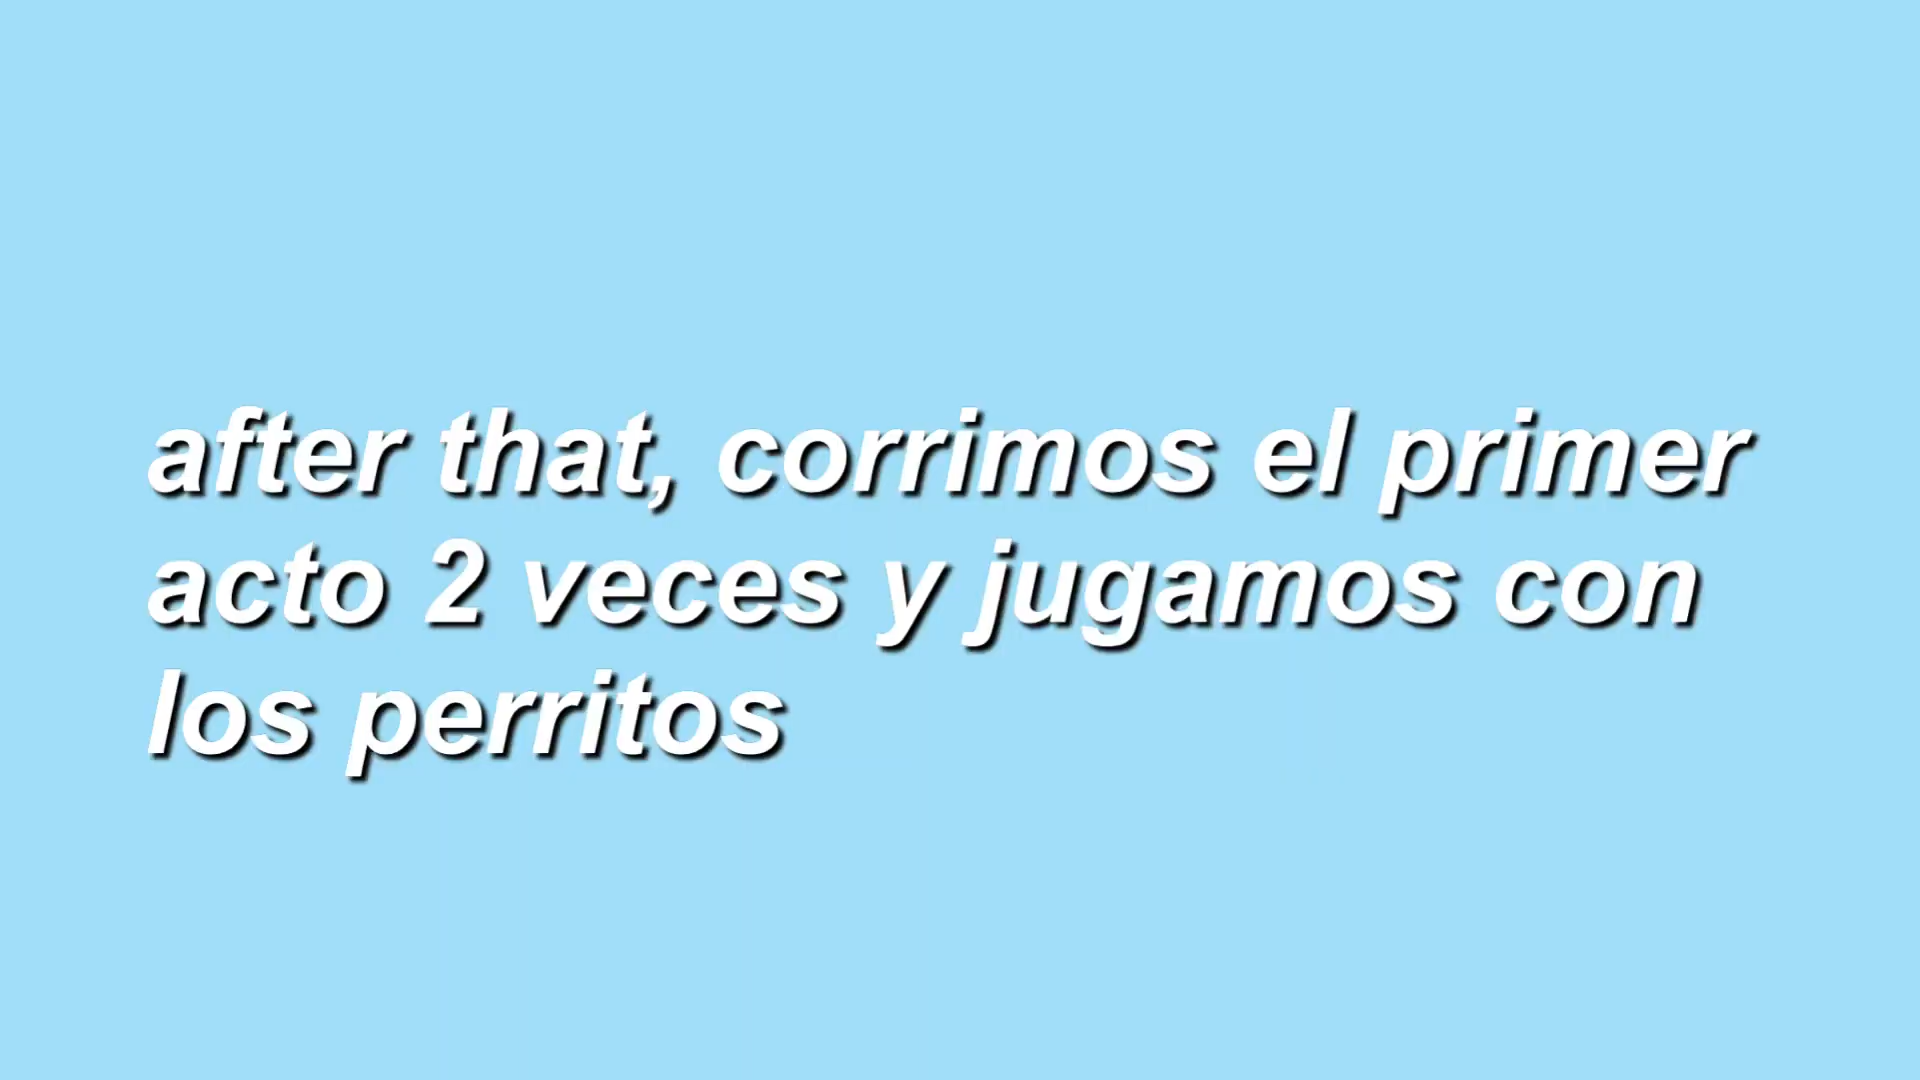 after that, corrimos el primer
acto 2 veces y jugamos con
los perritos